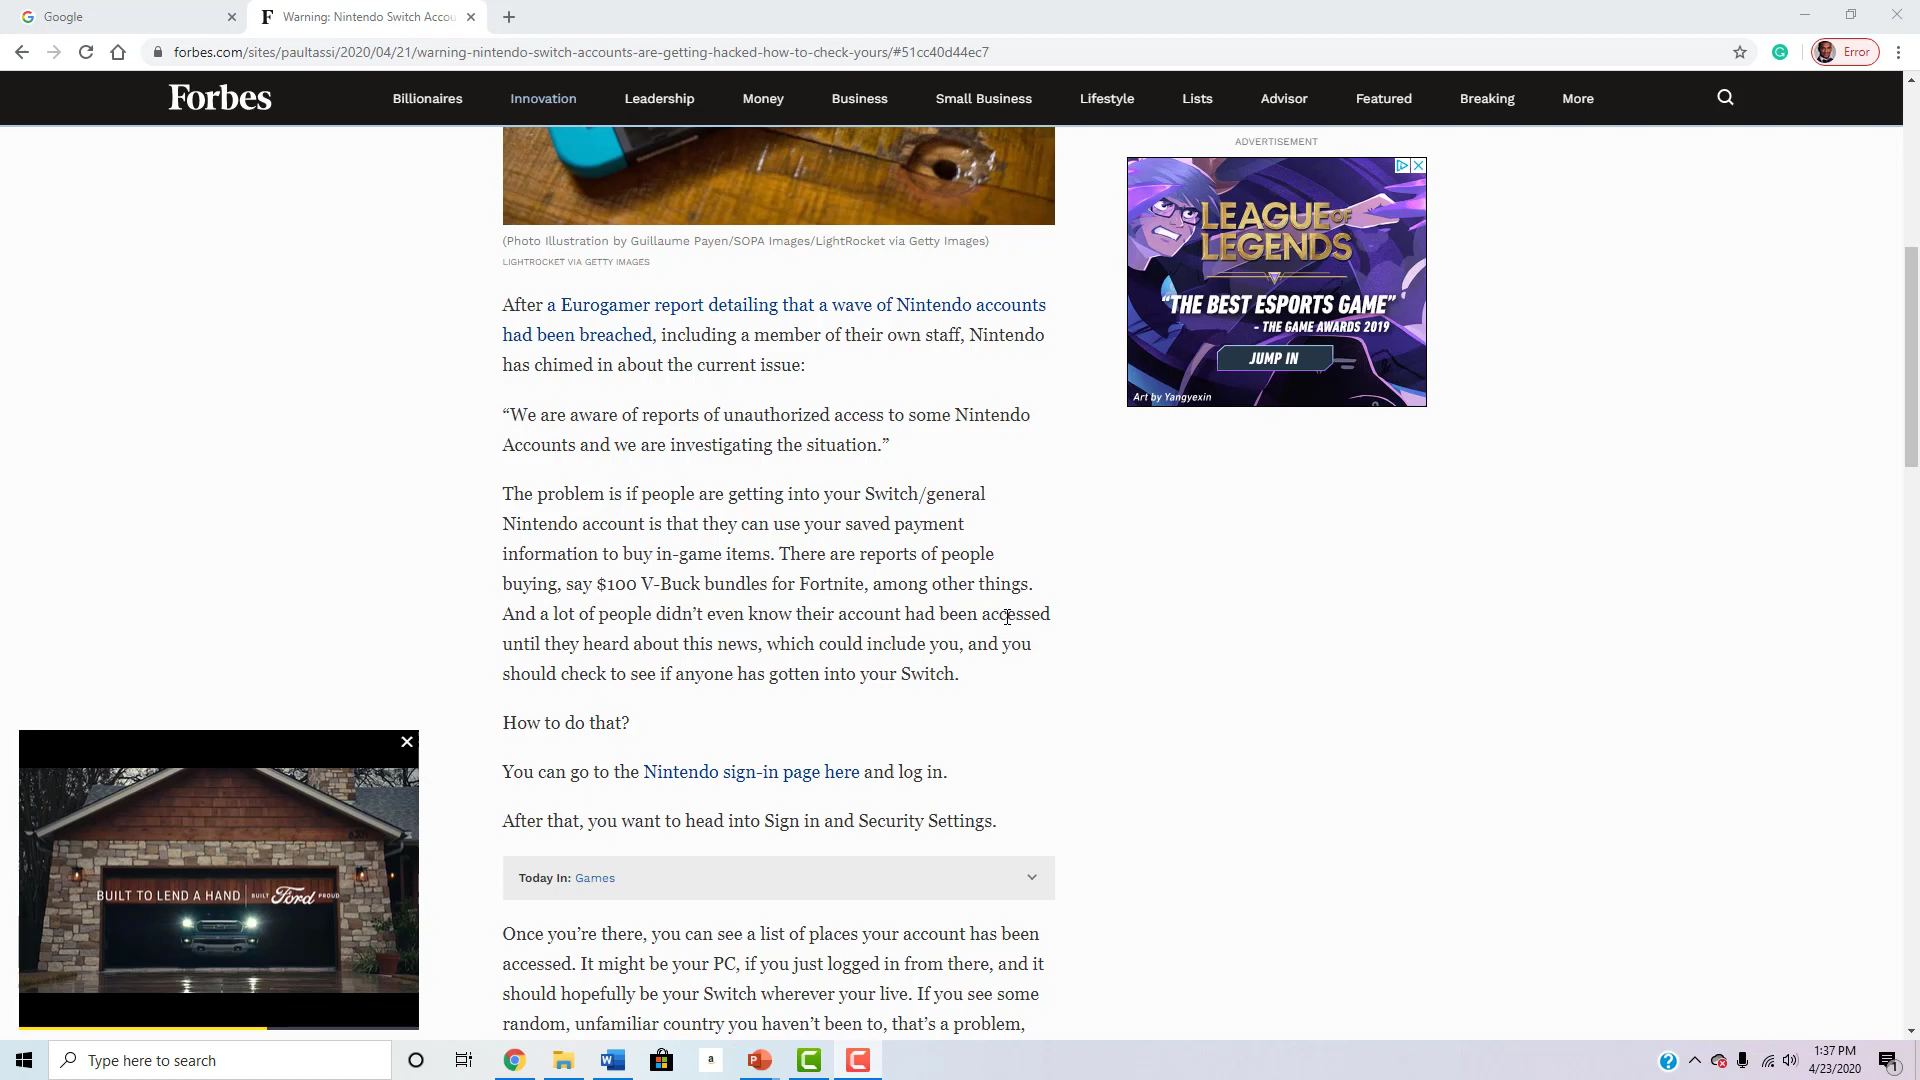 Google
Warning: Nintendo Switch Accou
forbes.com/sites/paultassi/2020/04/21/warning-nintendo-switch-accounts-are-getting-hacked-how-to-check-yours/#51cc40d44ec7
Error
Forbes
Billionaires Innovation Leadership Money Business Small Business Lifestyle Lists Advisor Featured Breaking More
ADVERTISEMENT
LEAGUE OF
LEGENDS
“THE BEST ESPORTS GAME”
- THE GAME AWARDS 2019
JUMP IN
Art by Yangyexin
(Photo Illustration by Guillaume Payen/SOPA Images/LightRocket via Getty Images)
LIGHTROCKET VIA GETTY IMAGES
After a Eurogamer report detailing that a wave of Nintendo accounts
had been breached, including a member of their own staff, Nintendo
has chimed in about the current issue:
“We are aware of reports of unauthorized access to some Nintendo
Accounts and we are investigating the situation.”
The problem is if people are getting into your Switch/general
Nintendo account is that they can use your saved payment
information to buy in-game items. There are reports of people
buying, say $100 V-Buck bundles for Fortnite, among other things.
And a lot of people didn’t even know their account had been accessed
until they heard about this news, which could include you, and you
should check to see if anyone has gotten into your Switch.
How to do that?
You can go to the Nintendo sign-in page here and log in.
After that, you want to head into Sign in and Security Settings.
Today In: Games
Once you’re there, you can see a list of places your account has been
accessed. It might be your PC, if you just logged in from there, and it
should hopefully be your Switch wherever your live. If you see some
random, unfamiliar country you haven’t been to, that’s a problem,
BUILT TO LEND A HAND BUILT Ford PROUD
Type here to search
1:37 PM
4/23/2020